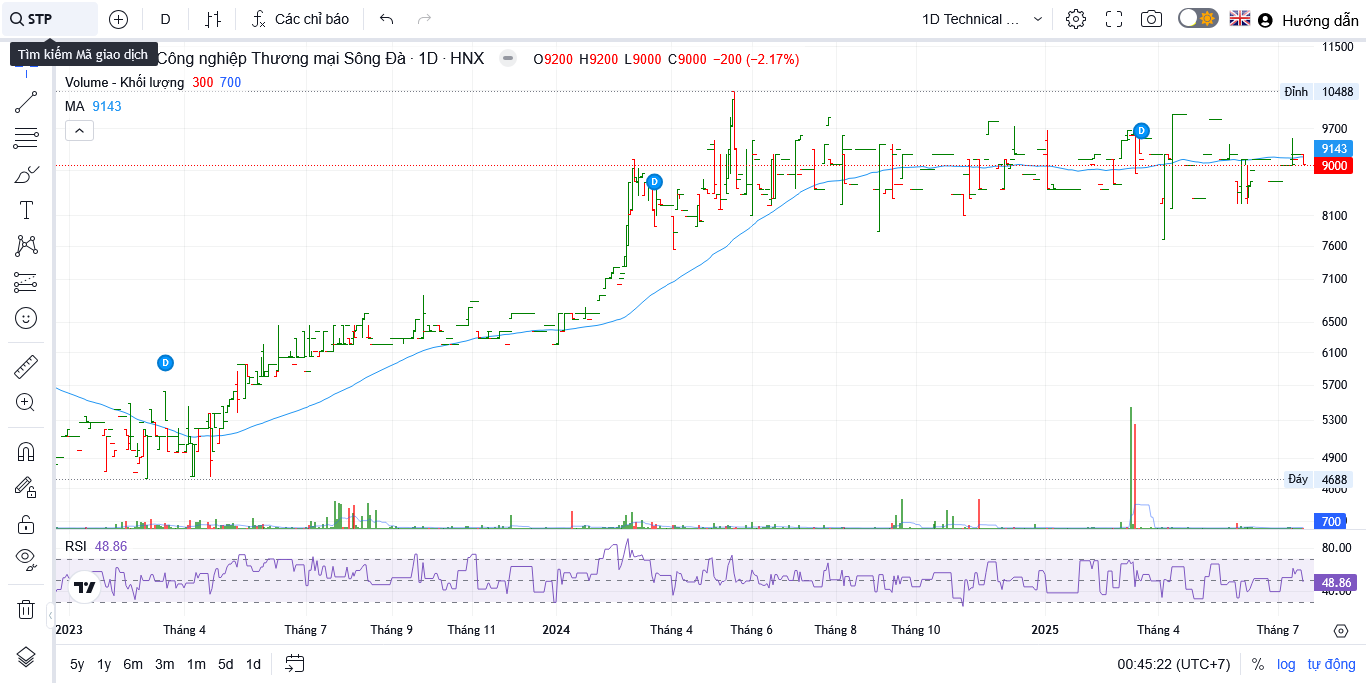 STP D Các chỉ báo 1D Technical ... Hướng dẫn
Tìm kiếm Mã giao dịch
Công nghiệp Thương mại Sông Đà · 1D · HNX O9200 H9200 L9000 C9000 −200 (−2.17%)
Volume - Khối lượng 300 700
MA 9143
11500
Đỉnh 10488
9700
9143
9000
8100
7600
7100
6500
6100
5700
5300
4900
Đáy 4688
4600
700
D
D
D
RSI 48.86
80.00
48.86
40.00
2023 Tháng 4 Tháng 7 Tháng 9 Tháng 11 2024 Tháng 4 Tháng 6 Tháng 8 Tháng 10 2025 Tháng 4 Tháng 7
5y 1y 6m 3m 1m 5d 1d 00:45:22 (UTC+7) % log tự động